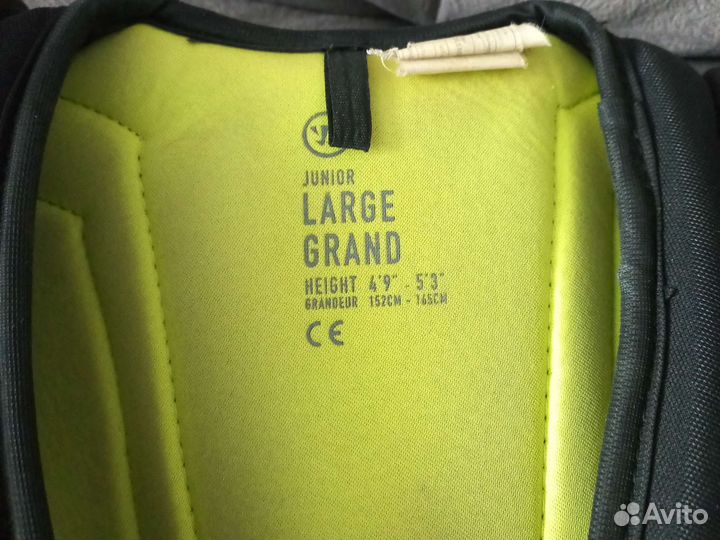 JUNIOR
LARGE
GRAND
HEIGHT 4'9" - 5'3"
GRANDEUR 152CM - 165CM
CE
Avito